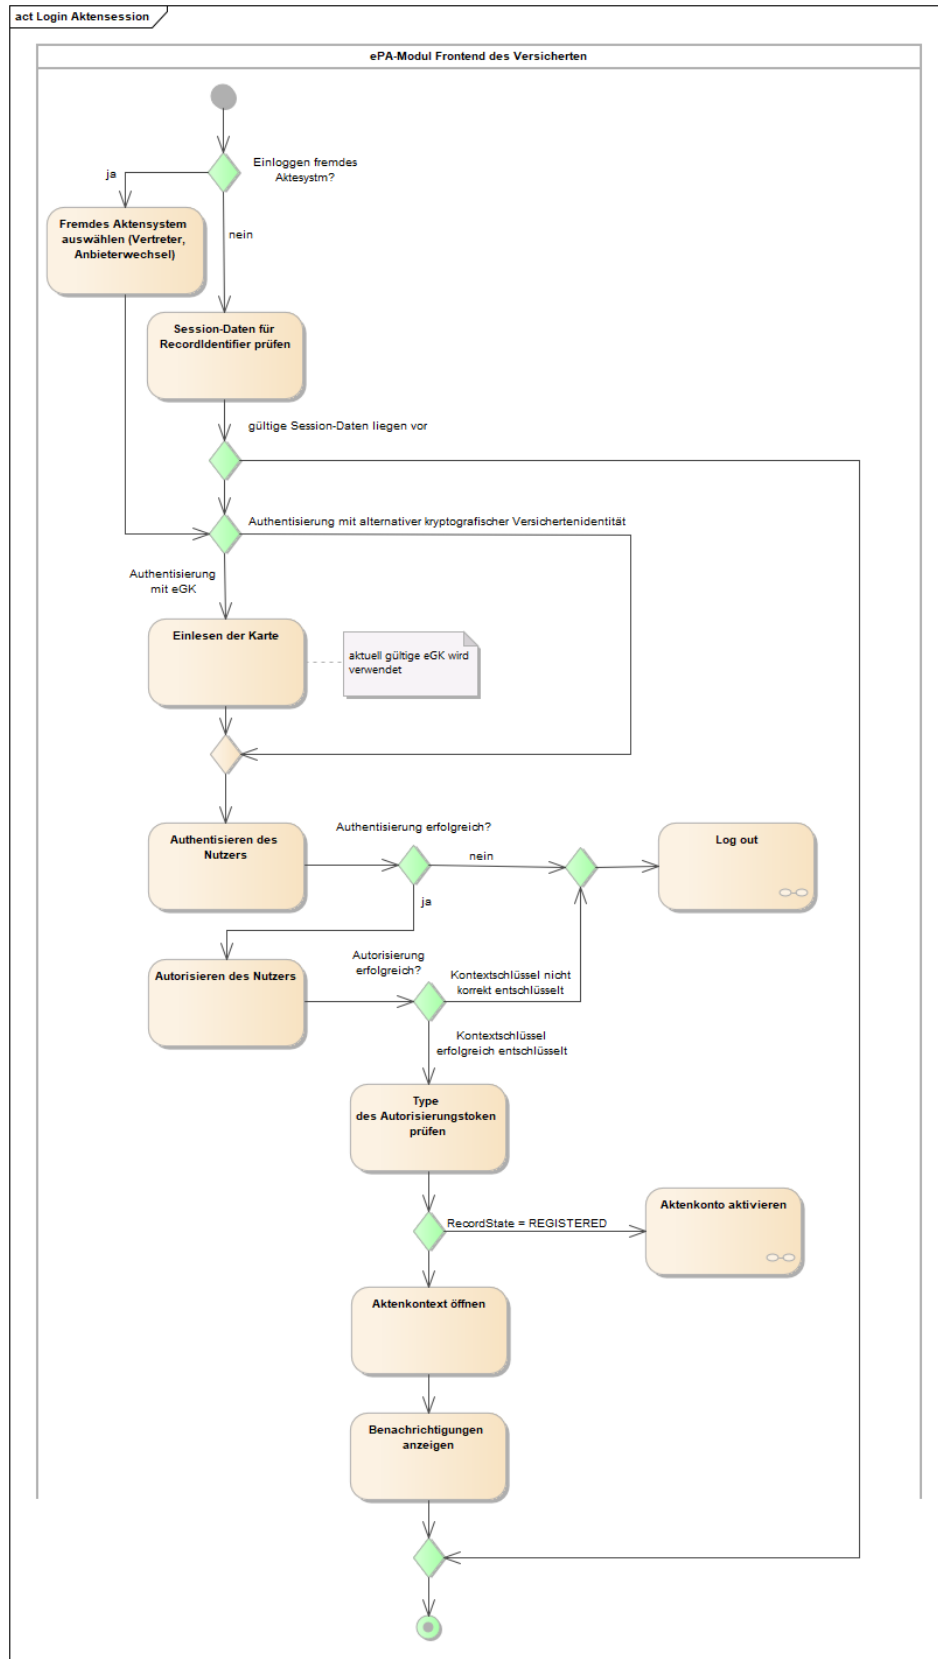 act Login Aktensession
ePA-Modul Frontend des Versicherten
Einloggen fremdes
Aktesystm?
ja
Fremdes Aktensystem
auswählen (Vertreter,
Anbieterwechsel)
nein
Session-Daten für
RecordIdentifier prüfen
gültige Session-Daten liegen vor
Authentisierung mit alternativer kryptografischer Versichertenidentität
Authentisierung
mit eGK
Einlesen der Karte
aktuell gültige eGK wird
verwendet
Authentisierung erfolgreich?
Authentisieren des
Nutzers
nein
Log out
ja
Autorisierung
erfolgreich?
Autorisieren des Nutzers
Kontextschlüssel nicht
korrekt entschlüsselt
Kontextschlüssel
erfolgreich entschlüsselt
Type
des Autorisierungstoken
prüfen
RecordState = REGISTERED
Aktenkonto aktivieren
Aktenkontext öffnen
Benachrichtigungen
anzeigen